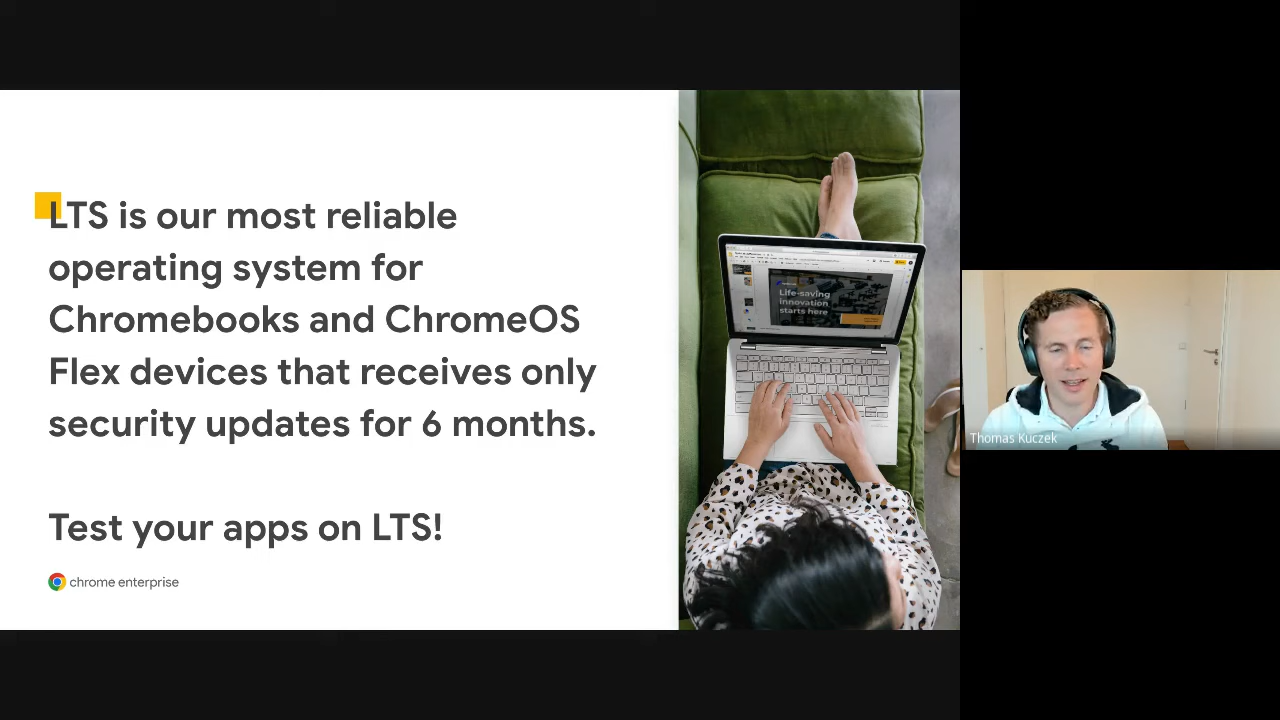 LTS is our most reliable
operating system for
Chromebooks and ChromeOS
Flex devices that receives only
security updates for 6 months.
Test your apps on LTS!
chrome enterprise
Life-saving
innovation
starts here
Thomas Kuczek